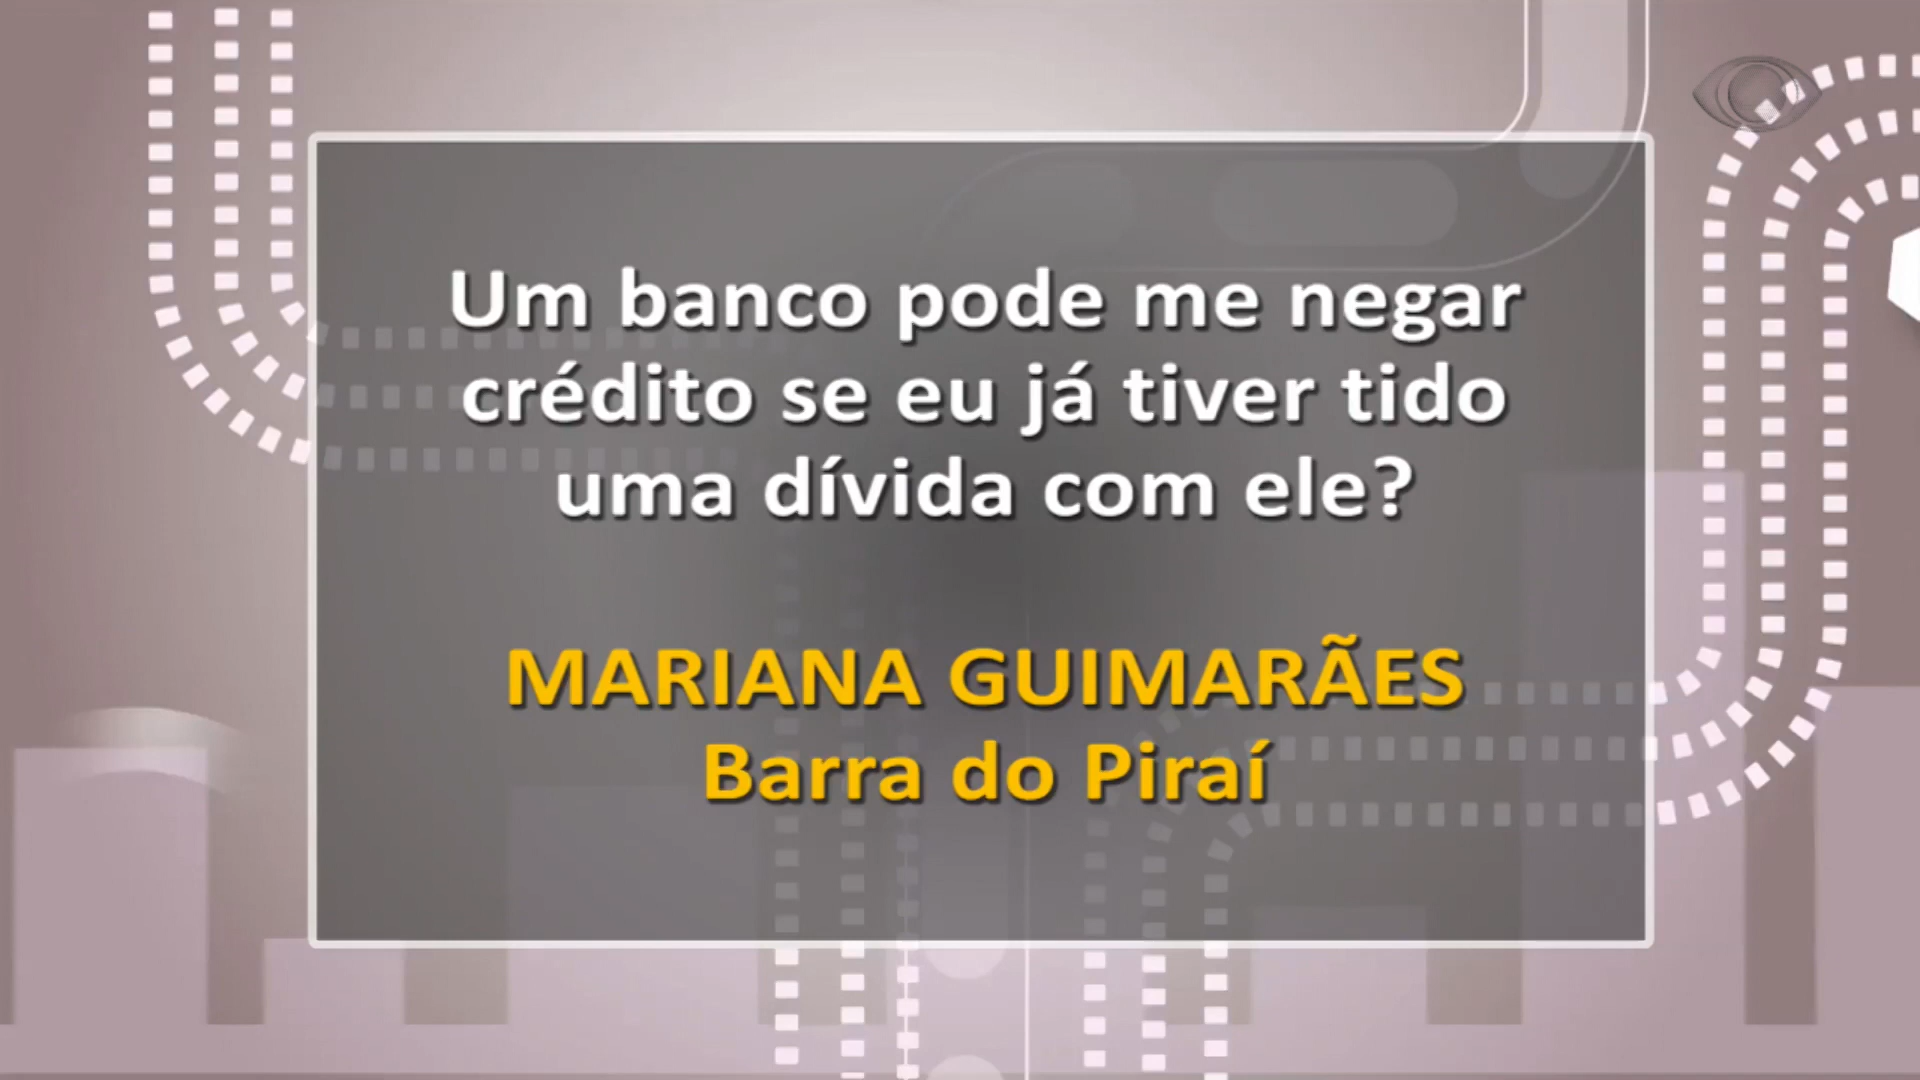 Um banco pode me negar
crédito se eu já tiver tido
uma dívida com ele?
MARIANA GUIMARÃES
Barra do Piraí